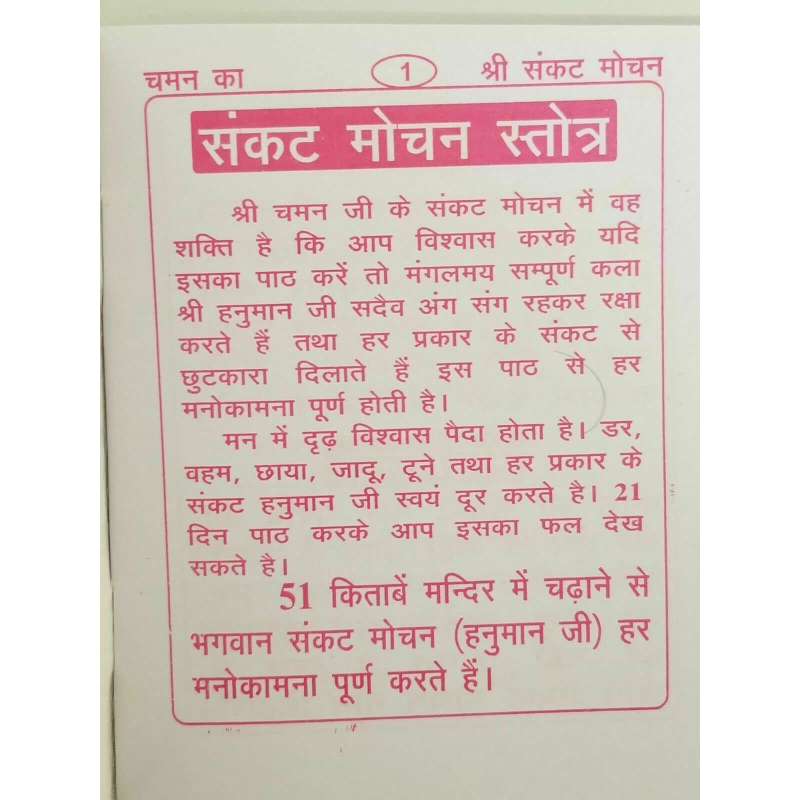 चमन का 1 श्री संकट मोचन
संकट मोचन स्तोत्र
श्री चमन जी के संकट मोचन में वह
शक्ति है कि आप विश्वास करके यदि
इसका पाठ करें तो मंगलमय सम्पूर्ण कला
श्री हनुमान जी सदैव अंग संग रहकर रक्षा
करते हैं तथा हर प्रकार के संकट से
छुटकारा दिलाते हैं इस पाठ से हर
मनोकामना पूर्ण होती है।
मन में दृढ़ विश्वास पैदा होता है। डर,
वहम, छाया, जादू, टूने तथा हर प्रकार के
संकट हनुमान जी स्वयं दूर करते है। 21
दिन पाठ करके आप इसका फल देख
सकते है।
51 किताबें मन्दिर में चढ़ाने से
भगवान संकट मोचन (हनुमान जी) हर
मनोकामना पूर्ण करते हैं।